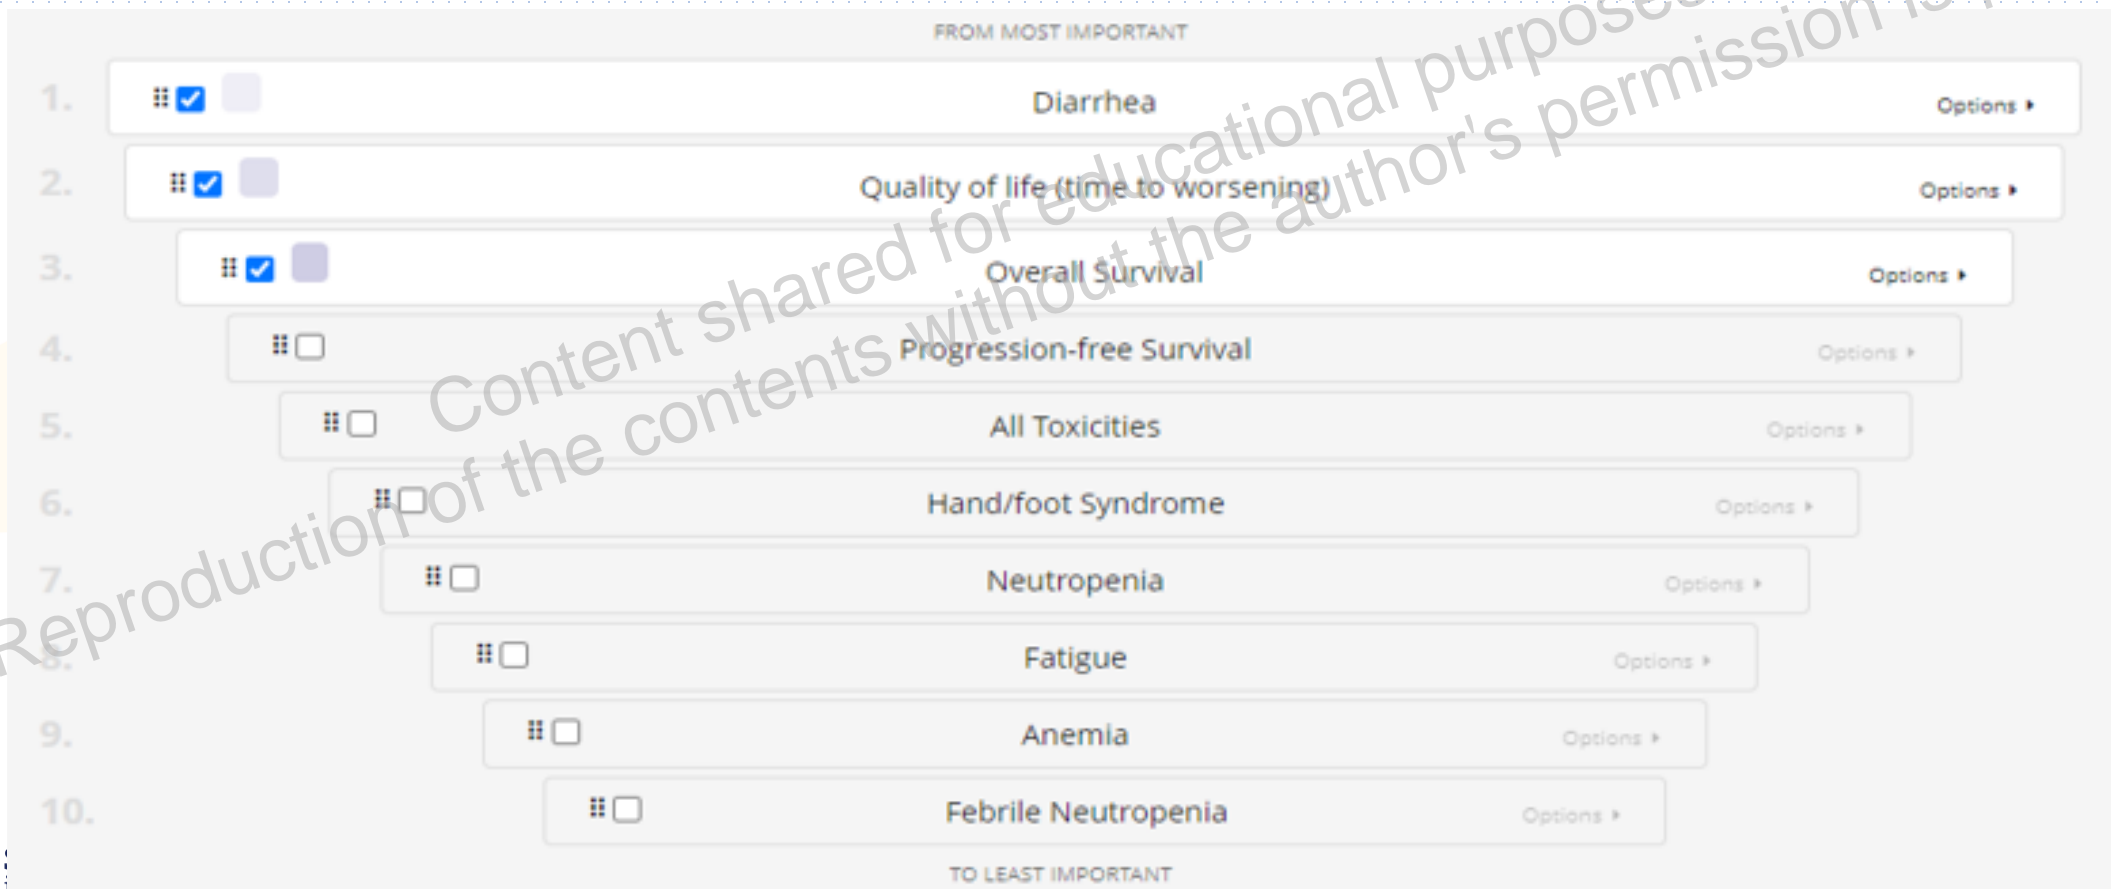 FROM MOST IMPORTANT
1. Diarrhea Options
2. Quality of life (time to worsening) Options
3. Overall Survival Options
4. Progression-free Survival Options
5. All Toxicities Options
6. Hand/foot Syndrome Options
7. Neutropenia Options
8. Fatigue Options
9. Anemia Options
10. Febrile Neutropenia Options
TO LEAST IMPORTANT
Content shared for educational purposes
Reproduction of the contents without the author's permission is